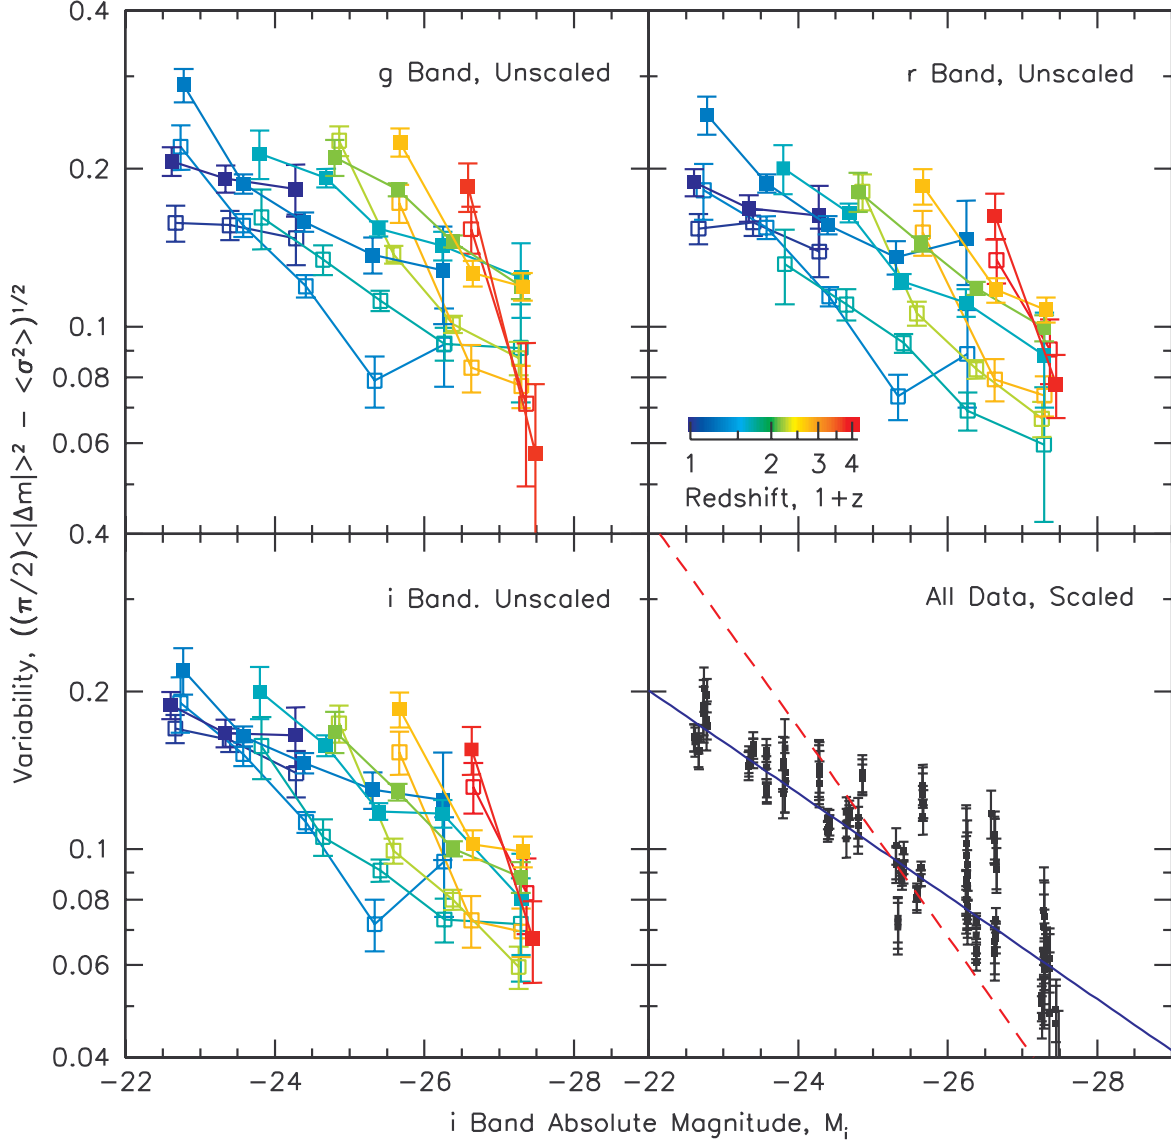 0.4
g Band, Unscaled
r Band, Unscaled
0.2
0.1
0.08
0.06
1 2 3 4
Redshift, 1+z
0.4
i Band. Unscaled
All Data, Scaled
0.2
0.1
0.08
0.06
0.04
−22 −24 −26 −28 −22 −24 −26 −28
i Band Absolute Magnitude, Mᵢ
Variability, ((π/2)<|Δm|>² − <σ²>)¹/²